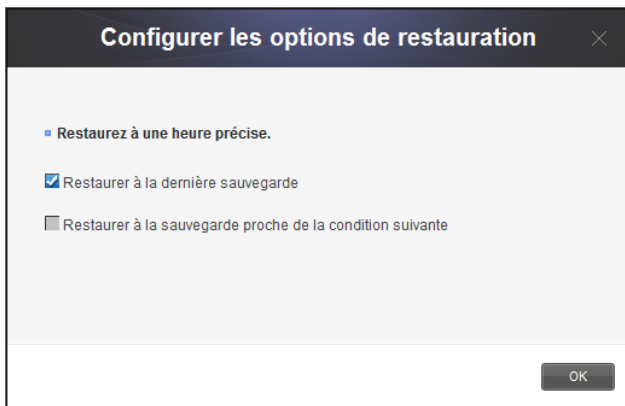 Configurer les options de restauration
Restaurez à une heure précise.
Restaurer à la dernière sauvegarde
Restaurer à la sauvegarde proche de la condition suivante
OK